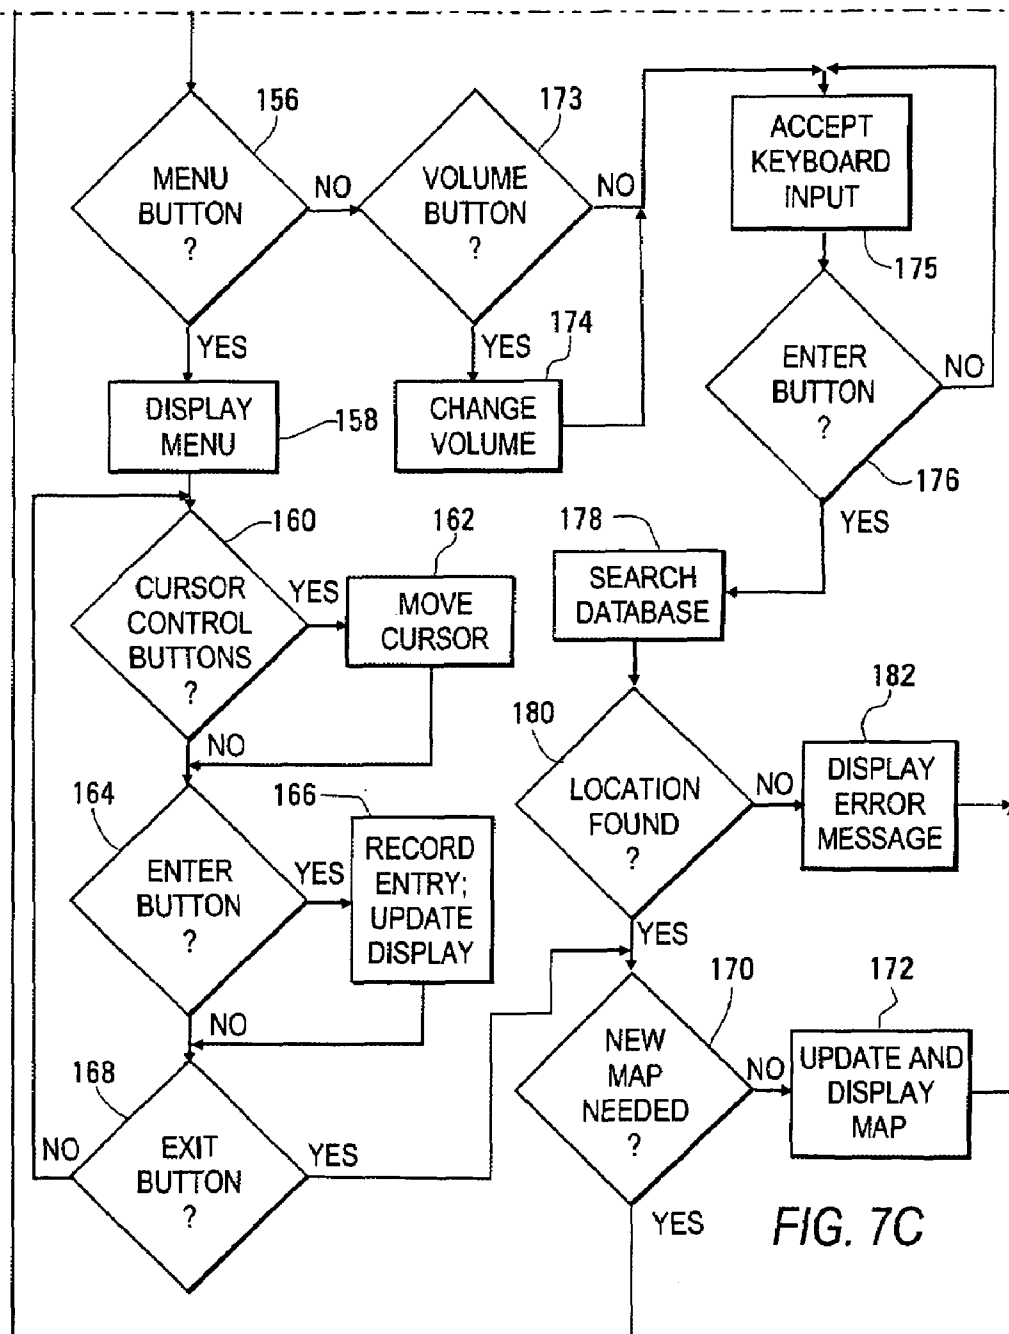 156
MENU
BUTTON
?
NO
YES
173
VOLUME
BUTTON
?
NO
YES
ACCEPT
KEYBOARD
INPUT
175
174
CHANGE
VOLUME
ENTER
BUTTON
?
NO
176
YES
DISPLAY
MENU
158
160
CURSOR
CONTROL
BUTTONS
?
YES
NO
162
MOVE
CURSOR
178
SEARCH
DATABASE
180
LOCATION
FOUND
?
NO
YES
182
DISPLAY
ERROR
MESSAGE
164
ENTER
BUTTON
?
YES
NO
166
RECORD
ENTRY;
UPDATE
DISPLAY
168
EXIT
BUTTON
?
NO
YES
170
NEW
MAP
NEEDED
?
NO
YES
172
UPDATE AND
DISPLAY
MAP
FIG. 7C